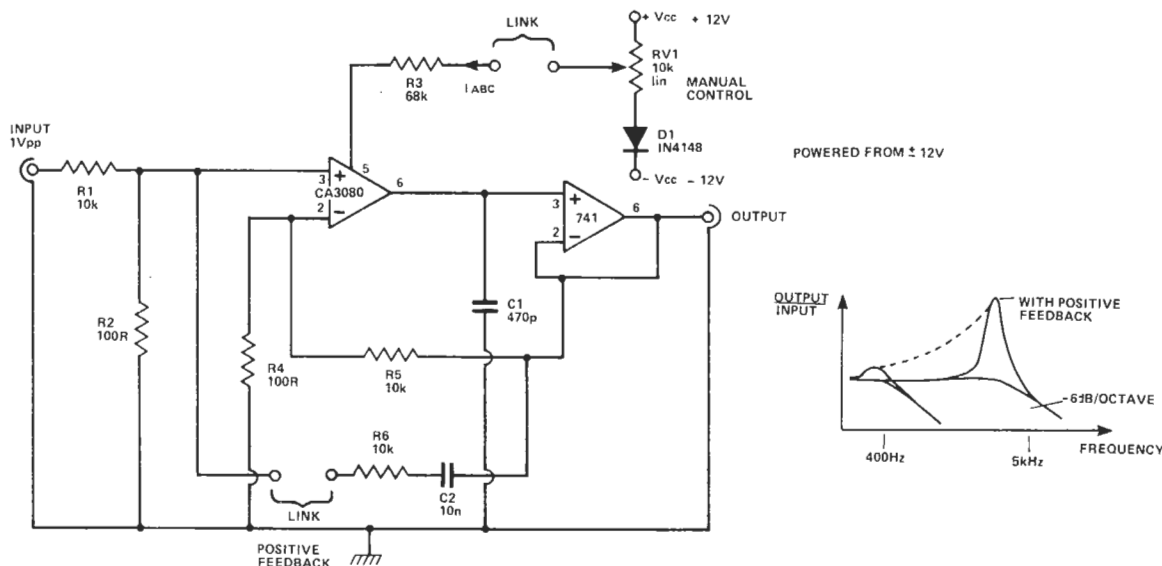 LINK
+ Vcc + 12V
RV1
10k
lin
MANUAL
CONTROL
R3
68k
I ABC
D1
IN4148
- Vcc - 12V
POWERED FROM ± 12V
INPUT
1Vpp
R1
10k
3 +
5
CA3080
2 -
6
3 +
741
2 -
6
OUTPUT
R2
100R
R4
100R
R5
10k
C1
470p
R6
10k
C2
10n
LINK
POSITIVE
FEEDBACK
OUTPUT
INPUT
WITH POSITIVE
FEEDBACK
-6dB/OCTAVE
400Hz
5kHz
FREQUENCY